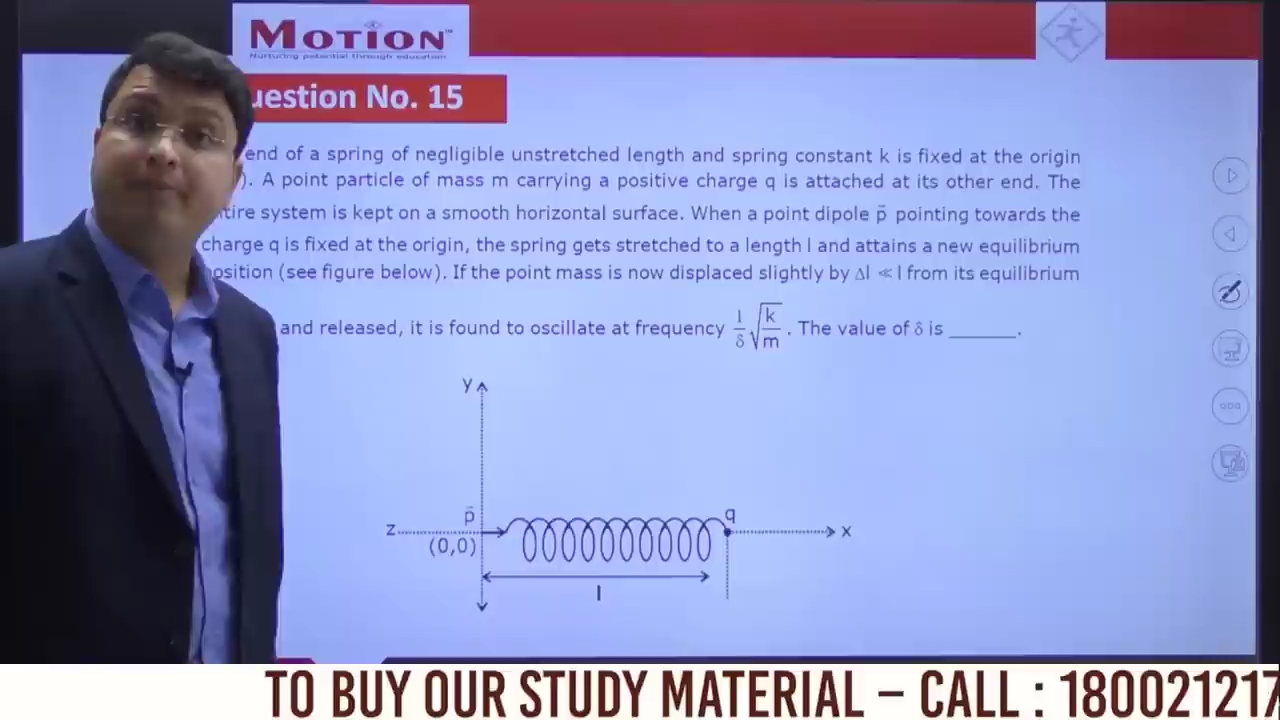 MOTION™
Nurturing potential through education
uestion No. 15
end of a spring of negligible unstretched length and spring constant k is fixed at the origin
). A point particle of mass m carrying a positive charge q is attached at its other end. The
tire system is kept on a smooth horizontal surface. When a point dipole p⃗ pointing towards the
charge q is fixed at the origin, the spring gets stretched to a length l and attains a new equilibrium
osition (see figure below). If the point mass is now displaced slightly by Δl ≪ l from its equilibrium
and released, it is found to oscillate at frequency 1/δ √(k/m). The value of δ is ______.
y
p⃗ q
z x
(0,0)
l
TO BUY OUR STUDY MATERIAL – CALL : 180021217